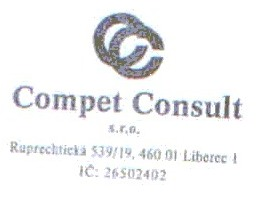 Compet Consult
s.r.o.
Ruprechtická 539/19, 460 01 Liberec 1
IČ: 26502402